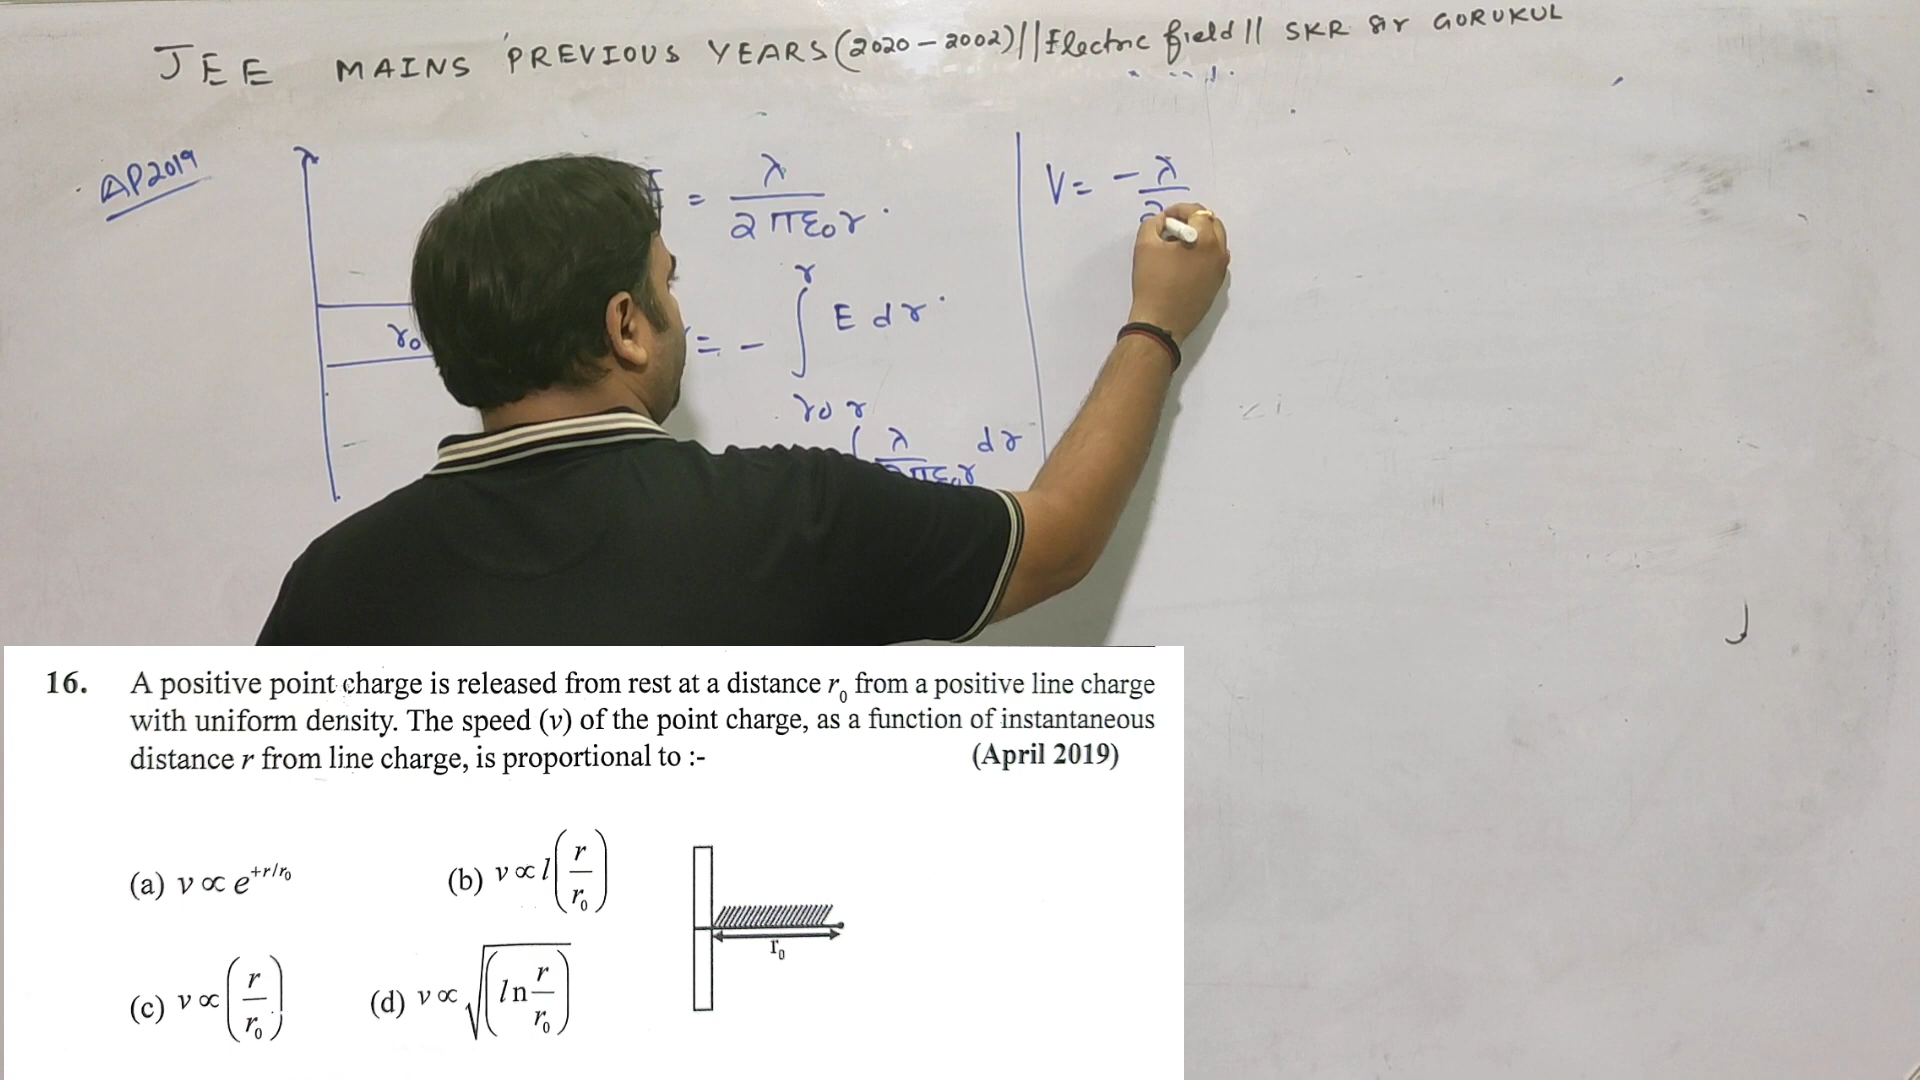 JEE MAINS PREVIOUS YEARS (2020 – 2002) // Electric field // SKR Sir GORUKUL
AP2019
λ
r₀
= λ / 2πε₀r
= - ∫ r₀ r E dr
r λ / 2πε₀r dr
V = - λ / 2
16. A positive point charge is released from rest at a distance r₀ from a positive line charge
with uniform density. The speed (v) of the point charge, as a function of instantaneous
distance r from line charge, is proportional to :- (April 2019)
(a) v ∝ e^{+r/r₀} (b) v ∝ l(r/r₀)
(c) v ∝ (r/r₀) (d) v ∝ √(ln r/r₀)
r₀